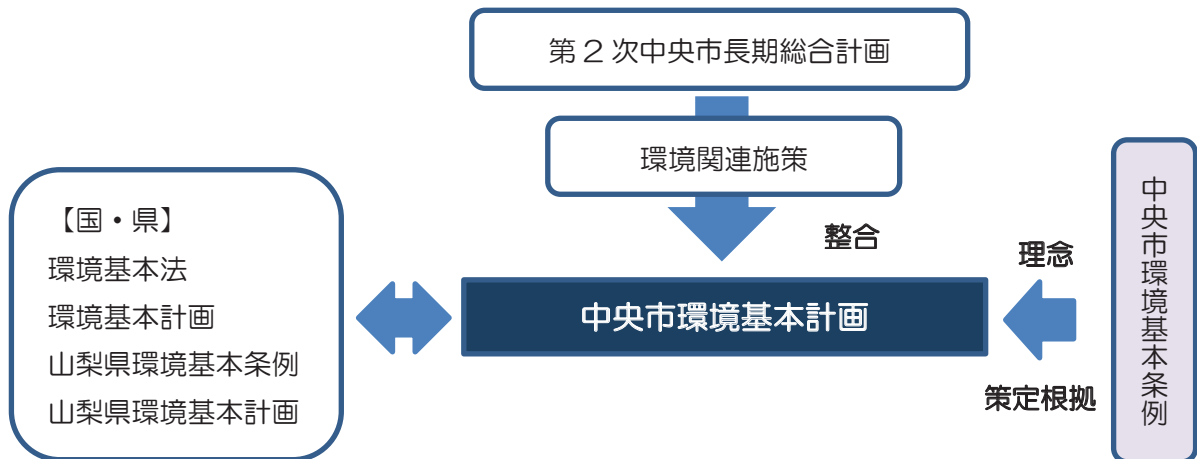 第２次中央市長期総合計画
環境関連施策
整合
【国・県】
環境基本法
環境基本計画
山梨県環境基本条例
山梨県環境基本計画
中央市環境基本計画
理念
策定根拠
中央市環境基本条例